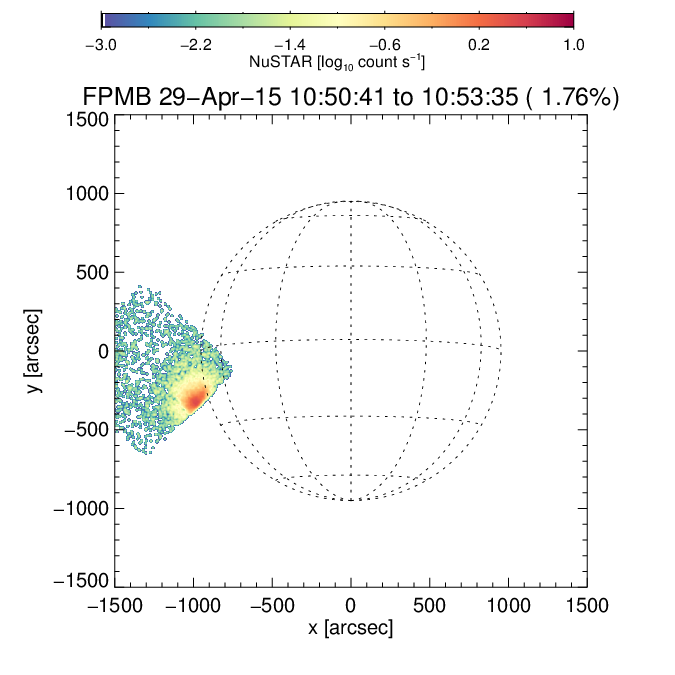 −3.0 −2.2 −1.4 −0.6 0.2 1.0
NuSTAR [log10 count s−1]
FPMB 29−Apr−15 10:50:41 to 10:53:35 ( 1.76%)
1500
1000
500
0
−500
−1000
−1500
y [arcsec]
−1500 −1000 −500 0 500 1000 1500
x [arcsec]